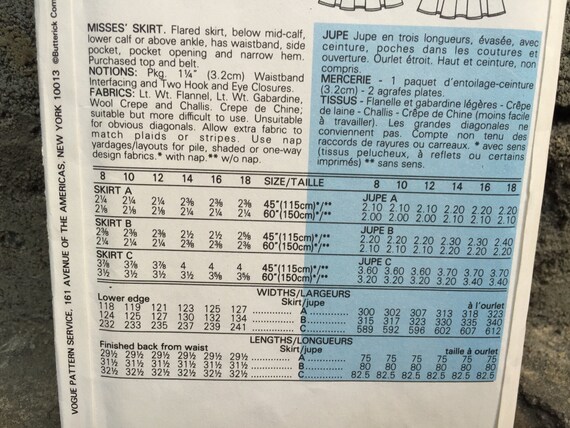 MISSES' SKIRT. Flared skirt, below mid-calf,
lower calf or above ankle, has waistband, side
pocket, pocket opening and narrow hem.
Purchased top and belt.
NOTIONS: Pkg. 1¼" (3.2cm) Waistband
Interfacing and Two Hook and Eye Closures.
FABRICS: Lt. Wt. Flannel, Lt. Wt. Gabardine,
Wool Crepe and Challis. Crepe de Chine;
suitable but more difficult to use. Unsuitable
for obvious diagonals. Allow extra fabric to
match plaids or stripes. Use nap
yardages/layouts for pile, shaded or one-way
design fabrics.* with nap.** w/o nap.
JUPE Jupe en trois longueurs, évasée, avec
ceinture, poches dans les coutures et
ouverture. Ourlet étroit. Haut et ceinture, non
compris.
MERCERIE - 1 paquet d'entoilage-ceinture
(3.2cm) - 2 agrafes plates.
TISSUS - Flanelle et gabardine légères - Crêpe
de laine - Challis - Crêpe de Chine (moins facile
à travailler). Les grandes diagonales ne
conviennent pas. Compte non tenu des
raccords de rayures ou carreaux. * avec sens
(tissus pelucheux, à reflets ou certains
imprimés) ** sans sens.
8 10 12 14 16 18 SIZE/TAILLE 8 10 12 14 16 18
SKIRT A JUPE A
2¼ 2¼ 2¼ 2⅜ 2⅜ 2⅜ 45"(115cm)*/** 2.10 2.10 2.10 2.20 2.20 2.20
2⅛ 2⅛ 2⅛ 2¼ 2¼ 2¼ 60"(150cm)*/** 2.00 2.00 2.00 2.10 2.10 2.10
SKIRT B JUPE B
2⅜ 2⅜ 2⅜ 2½ 2½ 2⅝ 45"(115cm)*/** 2.20 2.20 2.20 2.30 2.30 2.40
2¼ 2¼ 2⅜ 2⅜ 2⅜ 2⅜ 60"(150cm)*/** 2.10 2.10 2.20 2.20 2.20 2.20
SKIRT C JUPE C
3⅞ 3⅞ 3⅞ 4 4 4 45"(115cm)*/** 3.60 3.60 3.60 3.70 3.70 3.70
3½ 3½ 3½ 3½ 3⅝ 3⅝ 60"(150cm)*/** 3.20 3.20 3.20 3.20 3.40 3.40
WIDTHS/LARGEURS
Lower edge Skirt/jupe à l'ourlet
118 119 121 123 125 127 A 300 302 307 313 318 323
124 125 127 130 132 134 B 315 317 323 330 335 340
232 233 235 237 239 241 C 589 592 596 602 607 612
LENGTHS/LONGUEURS
Finished back from waist Skirt/jupe taille à ourlet
29½ 29½ 29½ 29½ 29½ 29½ A 75 75 75 75 75 75
31½ 31½ 31½ 31½ 31½ 31½ B 80 80 80 80 80 80
32½ 32½ 32½ 32½ 32½ 32½ C 82.5 82.5 82.5 82.5 82.5 82.5
VOGUE PATTERN SERVICE, 161 AVENUE OF THE AMERICAS, NEW YORK 10013 ©Butterick